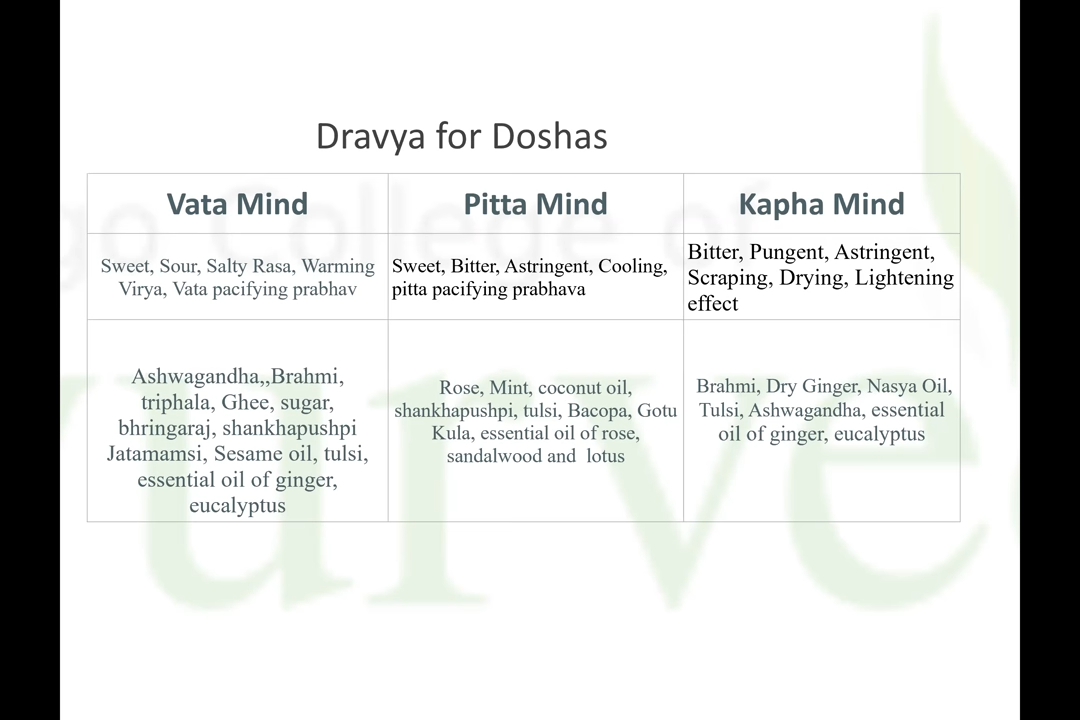 Dravya for Doshas
Vata Mind
Pitta Mind
Kapha Mind
Sweet, Sour, Salty Rasa, Warming
Virya, Vata pacifying prabhav
Sweet, Bitter, Astringent, Cooling,
pitta pacifying prabhava
Bitter, Pungent, Astringent,
Scraping, Drying, Lightening
effect
Ashwagandha,,Brahmi,
triphala, Ghee, sugar,
bhringaraj, shankhapushpi
Jatamamsi, Sesame oil, tulsi,
essential oil of ginger,
eucalyptus
Rose, Mint, coconut oil,
shankhapushpi, tulsi, Bacopa, Gotu
Kula, essential oil of rose,
sandalwood and  lotus
Brahmi, Dry Ginger, Nasya Oil,
Tulsi, Ashwagandha, essential
oil of ginger, eucalyptus
go College of
urve